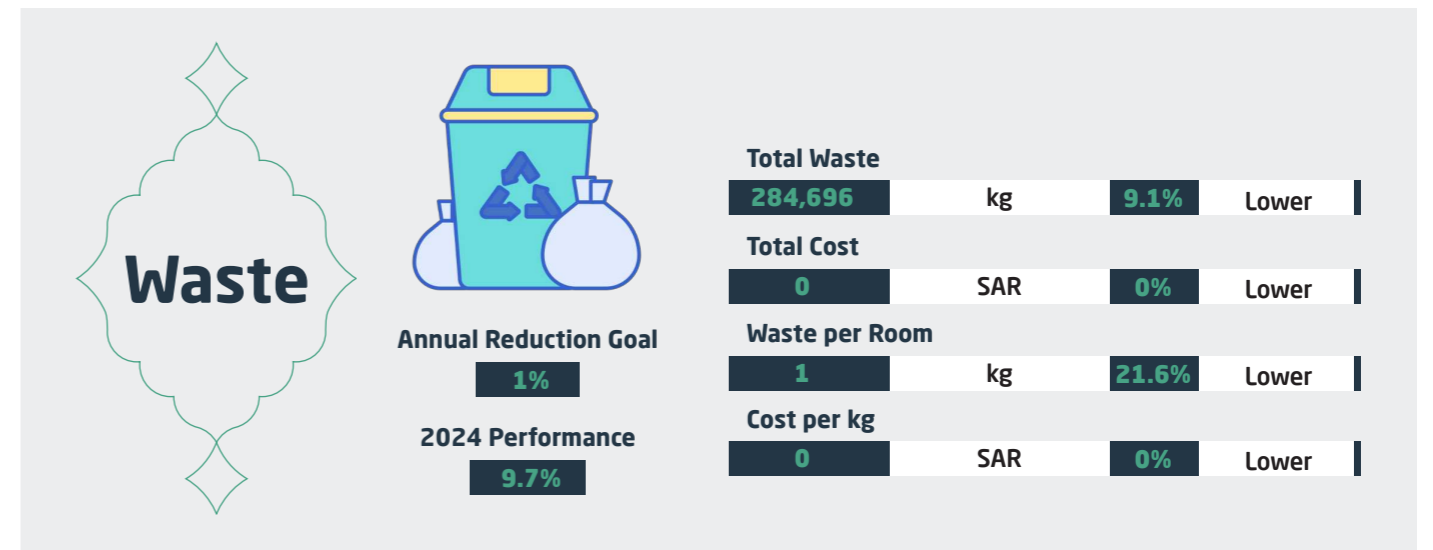 Waste
Annual Reduction Goal
1%
2024 Performance
9.7%
Total Waste
284,696 kg 9.1% Lower
Total Cost
0 SAR 0% Lower
Waste per Room
1 kg 21.6% Lower
Cost per kg
0 SAR 0% Lower